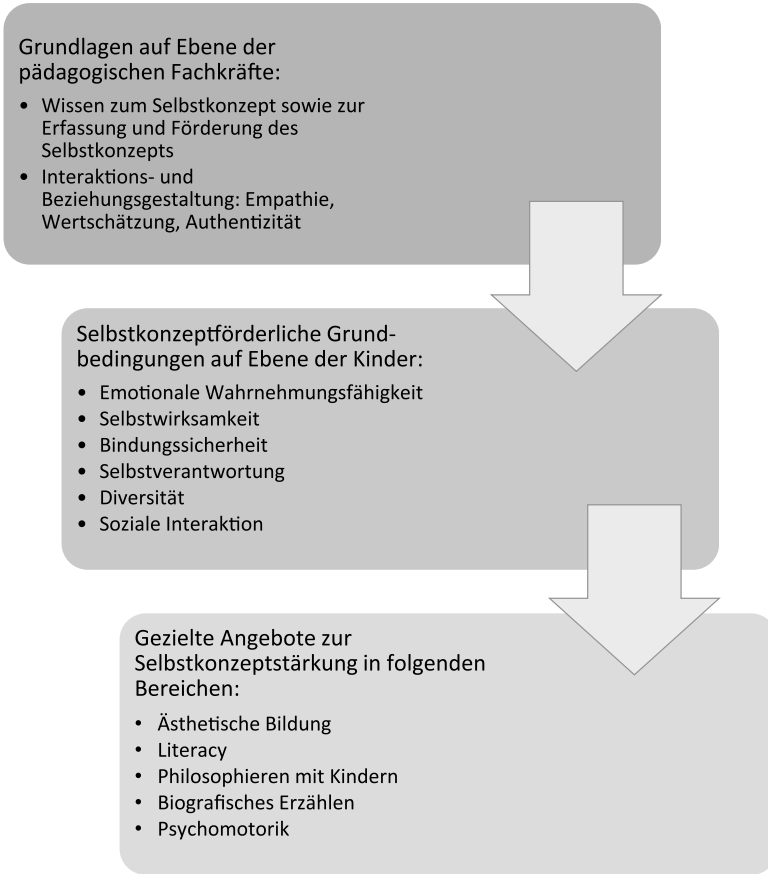 Grundlagen auf Ebene der
pädagogischen Fachkräfte:
• Wissen zum Selbstkonzept sowie zur
Erfassung und Förderung des
Selbstkonzepts
• Interaktions- und
Beziehungsgestaltung: Empathie,
Wertschätzung, Authentizität
Selbstkonzeptförderliche Grund-
bedingungen auf Ebene der Kinder:
• Emotionale Wahrnehmungsfähigkeit
• Selbstwirksamkeit
• Bindungssicherheit
• Selbstverantwortung
• Diversität
• Soziale Interaktion
Gezielte Angebote zur
Selbstkonzeptstärkung in folgenden
Bereichen:
• Ästhetische Bildung
• Literacy
• Philosophieren mit Kindern
• Biografisches Erzählen
• Psychomotorik